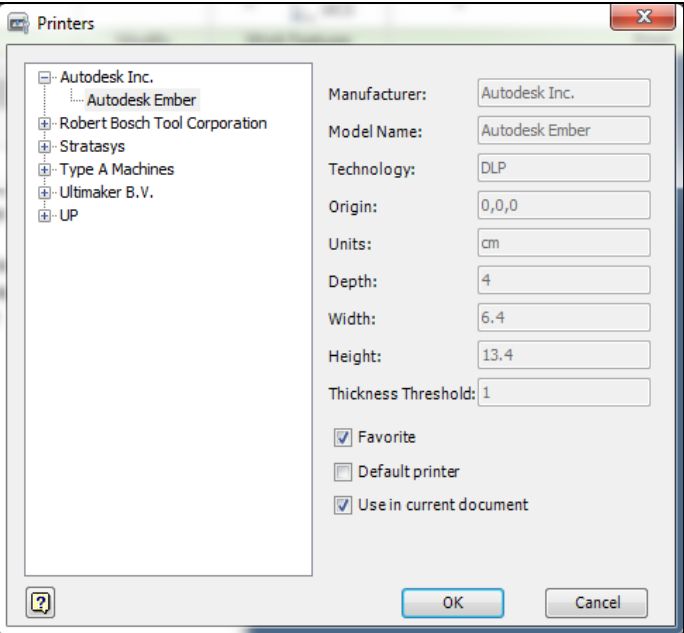 Printers
Autodesk Inc.
Autodesk Ember
Robert Bosch Tool Corporation
Stratasys
Type A Machines
Ultimaker B.V.
UP
Manufacturer: Autodesk Inc.
Model Name: Autodesk Ember
Technology: DLP
Origin: 0,0,0
Units: cm
Depth: 4
Width: 6.4
Height: 13.4
Thickness Threshold: 1
Favorite
Default printer
Use in current document
OK Cancel